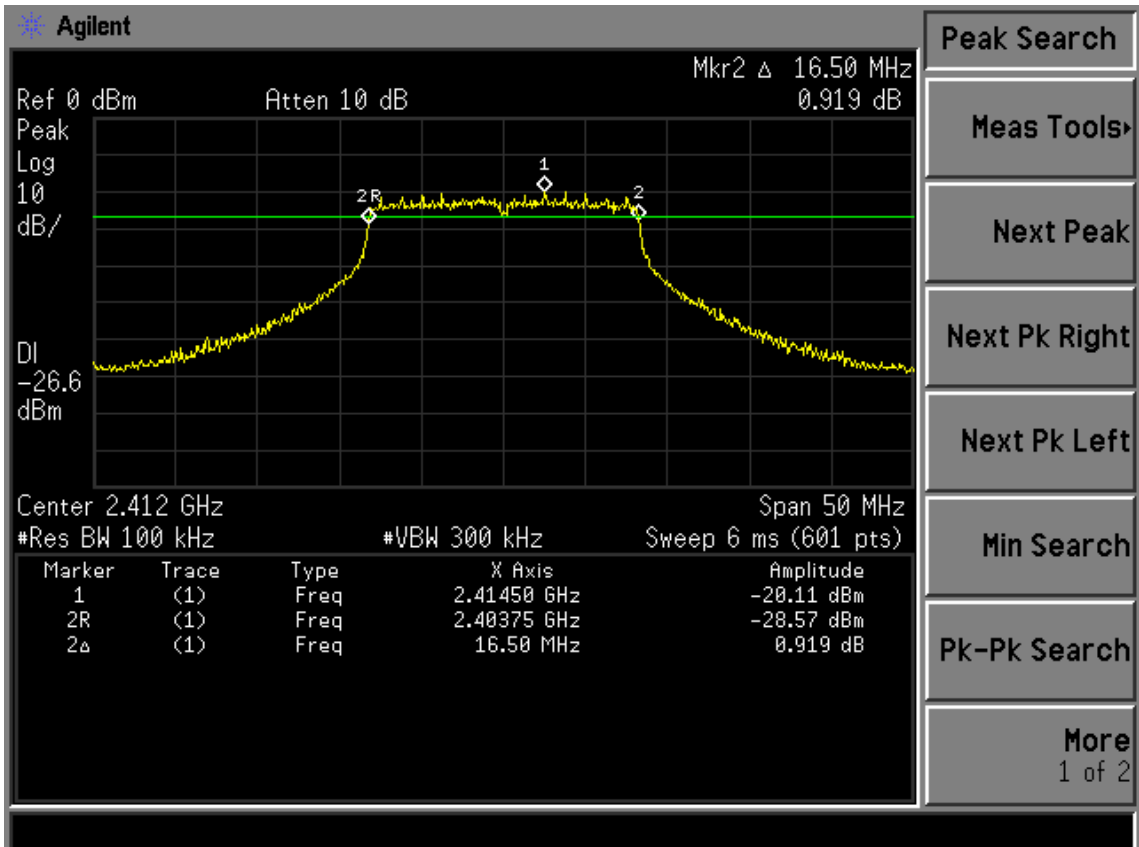 Agilent
Peak Search
Mkr2 Δ 16.50 MHz
Ref 0 dBm Atten 10 dB 0.919 dB
Peak
Log
10
dB/
1
2R
2
DI
-26.6
dBm
Center 2.412 GHz Span 50 MHz
#Res BW 100 kHz #VBW 300 kHz Sweep 6 ms (601 pts)
Marker Trace Type X Axis Amplitude
1 (1) Freq 2.41450 GHz -20.11 dBm
2R (1) Freq 2.40375 GHz -28.57 dBm
2Δ (1) Freq 16.50 MHz 0.919 dB
Meas Tools▸
Next Peak
Next Pk Right
Next Pk Left
Min Search
Pk-Pk Search
More
1 of 2